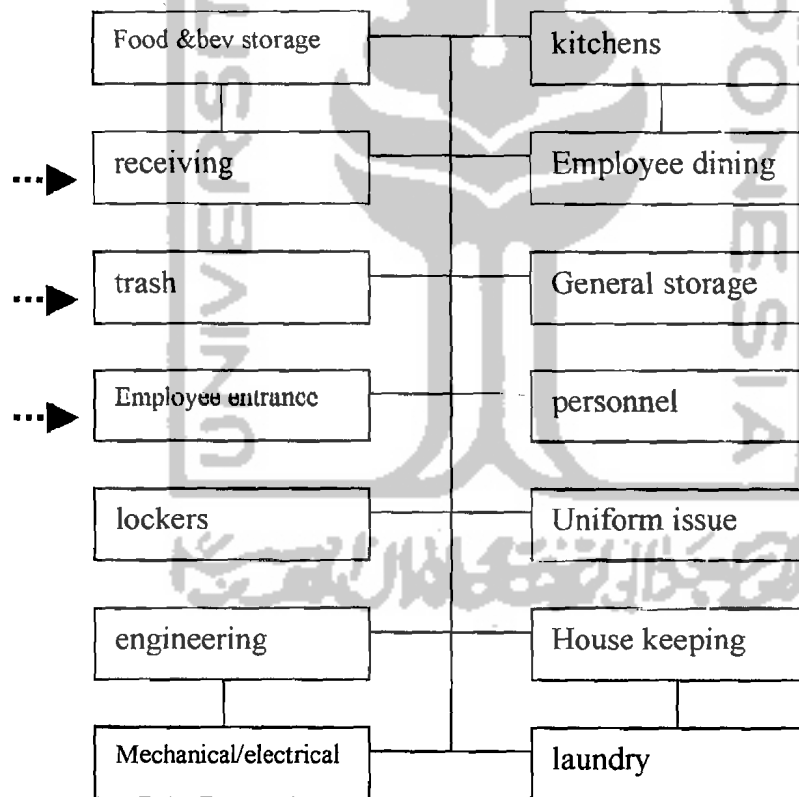 Food &bev storage
kitchens
receiving
Employee dining
trash
General storage
Employee entrance
personnel
lockers
Uniform issue
engineering
House keeping
Mechanical/electrical
laundry